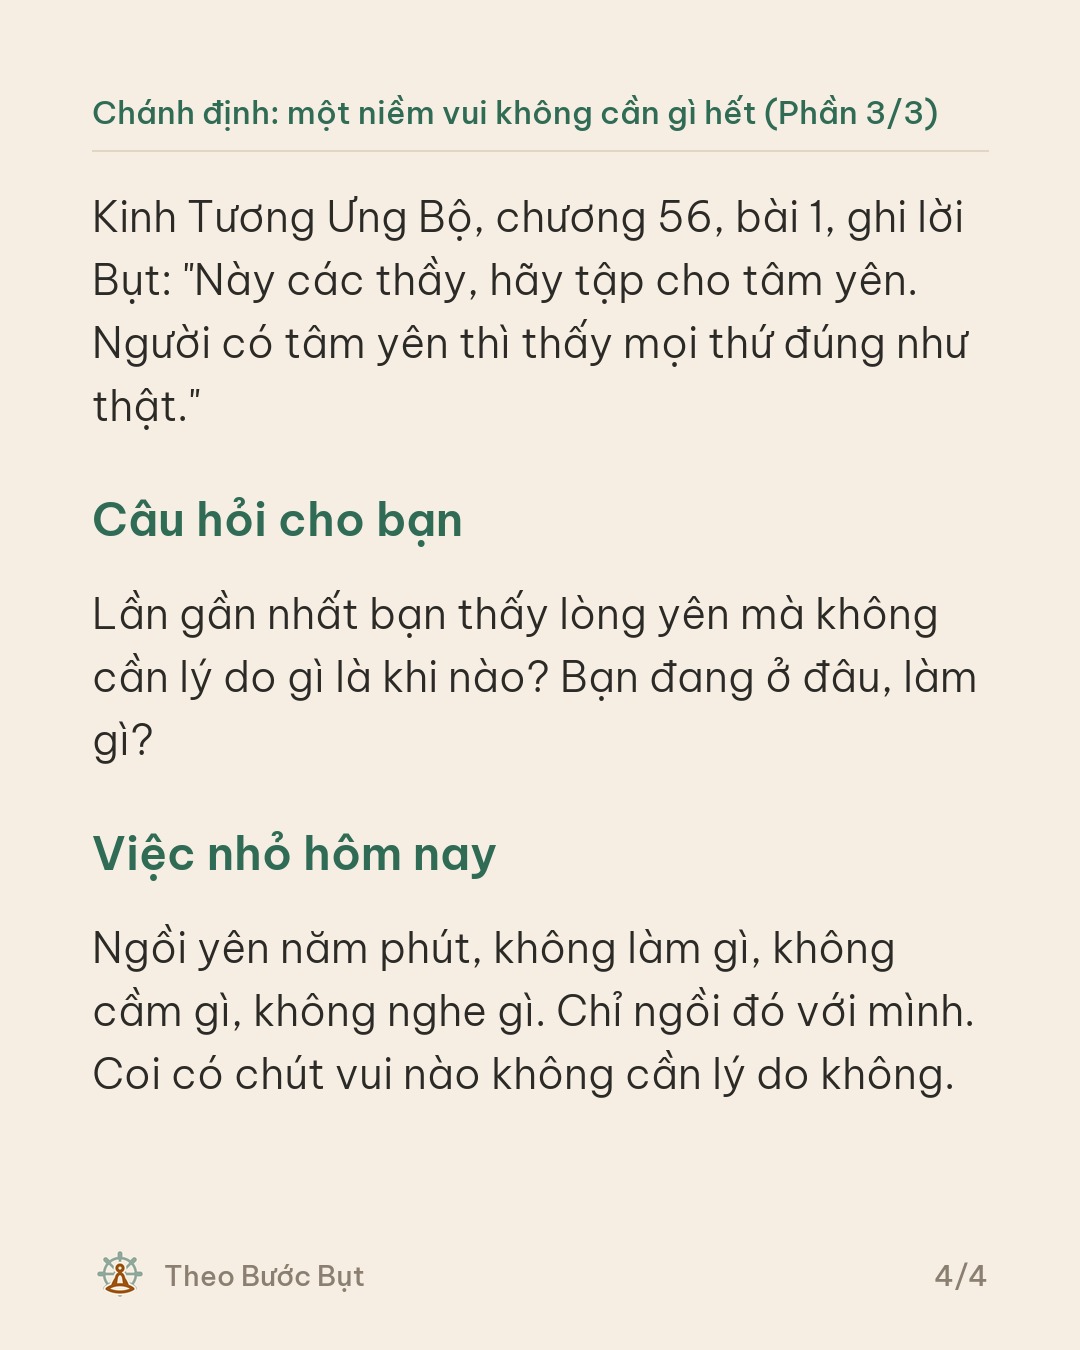 Chánh định: một niềm vui không cần gì hết (Phần 3/3)
Kinh Tương Ưng Bộ, chương 56, bài 1, ghi lời
Bụt: "Này các thầy, hãy tập cho tâm yên.
Người có tâm yên thì thấy mọi thứ đúng như
thật."
Câu hỏi cho bạn
Lần gần nhất bạn thấy lòng yên mà không
cần lý do gì là khi nào? Bạn đang ở đâu, làm
gì?
Việc nhỏ hôm nay
Ngồi yên năm phút, không làm gì, không
cầm gì, không nghe gì. Chỉ ngồi đó với mình.
Coi có chút vui nào không cần lý do không.
Theo Bước Bụt
4/4